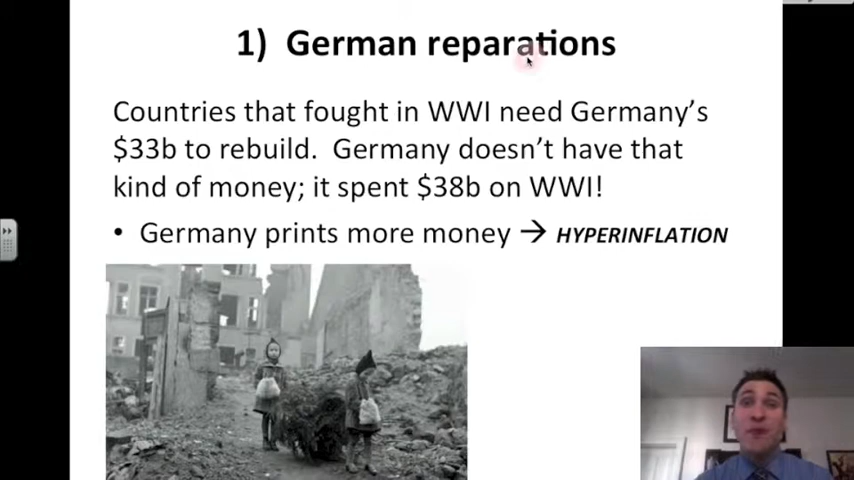 1) German reparations
Countries that fought in WWI need Germany's
$33b to rebuild. Germany doesn't have that
kind of money; it spent $38b on WWI!
• Germany prints more money → HYPERINFLATION